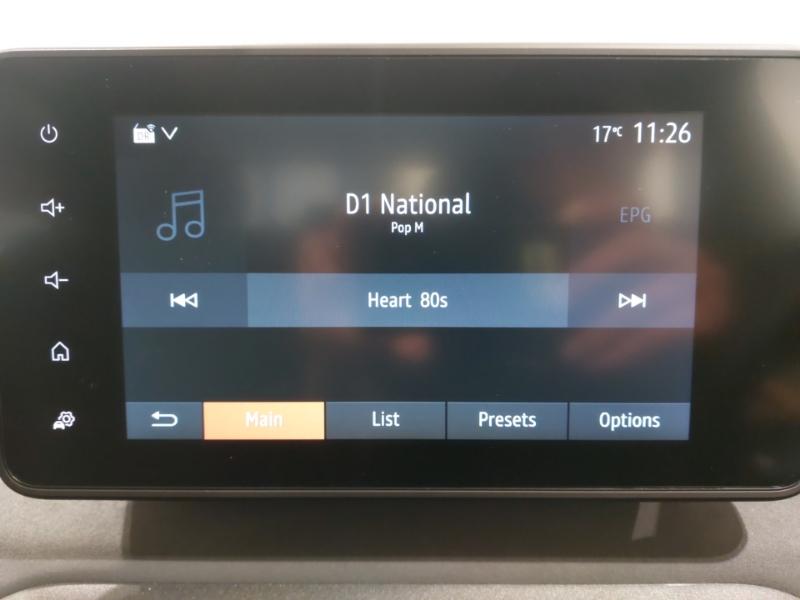 17°C 11:26
D1 National
Pop M
EPG
Heart 80s
Main
List
Presets
Options